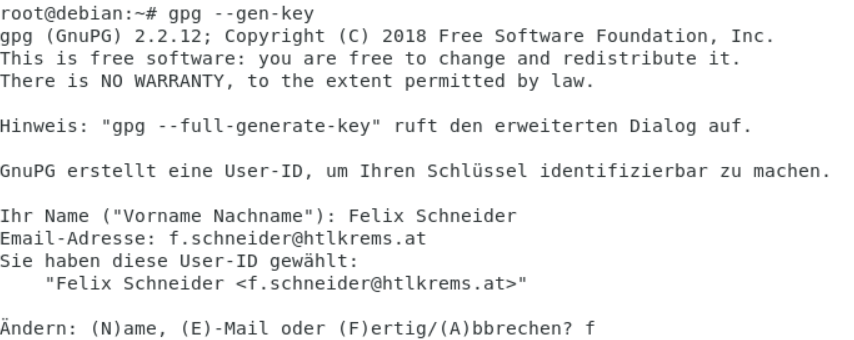 root@debian:~# gpg --gen-key
gpg (GnuPG) 2.2.12; Copyright (C) 2018 Free Software Foundation, Inc.
This is free software: you are free to change and redistribute it.
There is NO WARRANTY, to the extent permitted by law.
Hinweis: "gpg --full-generate-key" ruft den erweiterten Dialog auf.
GnuPG erstellt eine User-ID, um Ihren Schlüssel identifizierbar zu machen.
Ihr Name ("Vorname Nachname"): Felix Schneider
Email-Adresse: f.schneider@htlkrems.at
Sie haben diese User-ID gewählt:
    "Felix Schneider <f.schneider@htlkrems.at>"
Ändern: (N)ame, (E)-Mail oder (F)ertig/(A)bbrechen? f